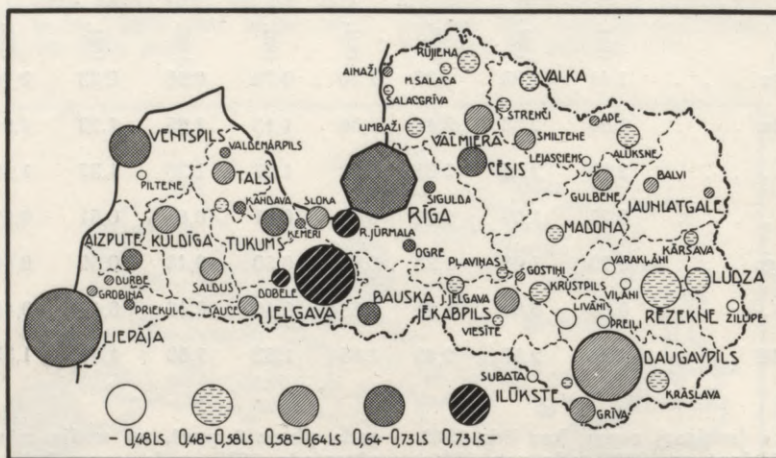 RŪJIENA
AINAŽI
M.SALACA
VALKA
SALACGRĪVA
STRENČI
APE
VENTSPILS
VALDEMĀRPILS
LIMBAŽI
VALMIERA
SMILTENE
ALŪKSNE
LEJASCIEMS
CĒSIS
PILTENE
TALSI
SIGULDA
GULBENE
BALVI
KANDAVA
SLOKA
RĪGA
JAUNLATGALE
AIZPUTE
KULDĪGA
TUKUMS
ĶEMERI
R.JŪRMALA
OGRE
MADONA
KĀRSAVA
PĻAVIŅAS
GOSTIŅI
VARAKĻĀNI
LUDZA
DURBE
SALDUS
DOBELE
JELGAVA
BAUSKA
JELGAVA
KRUSTPILS
VIĻĀNI
GROBIŅA
PRIEKULE
AUCE
JĒKABPILS
VIESĪTE
LĪVĀNI
PREIĻI
RĒZEKNE
ZILUPE
LIEPĀJA
DAUGAVPILS
SUBATA
ILŪKSTE
KRĀSLAVA
GRĪVA
- 0,48 LS 0,48-0,58 LS 0,58-0,64 LS 0,64-0,73 LS 0,73 LS -